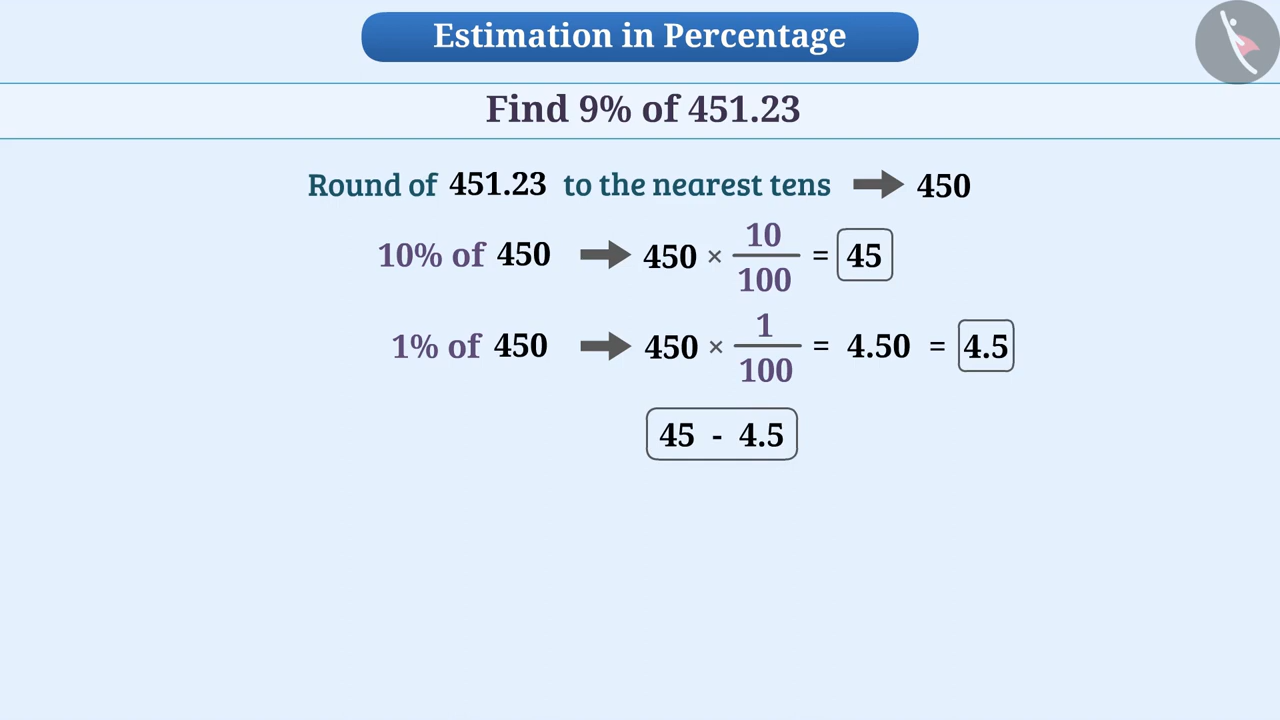 Estimation in Percentage
Find 9% of 451.23
Round of 451.23 to the nearest tens ➡ 450
10% of 450 ➡ 450 × 10/100 = 45
1% of 450 ➡ 450 × 1/100 = 4.50 = 4.5
45 - 4.5